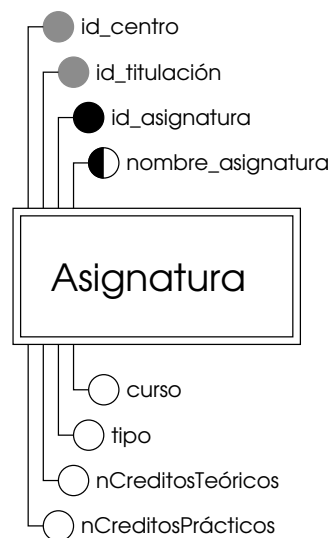 id_centro
id_titulación
id_asignatura
nombre_asignatura
Asignatura
curso
tipo
nCreditosTeóricos
nCreditosPrácticos